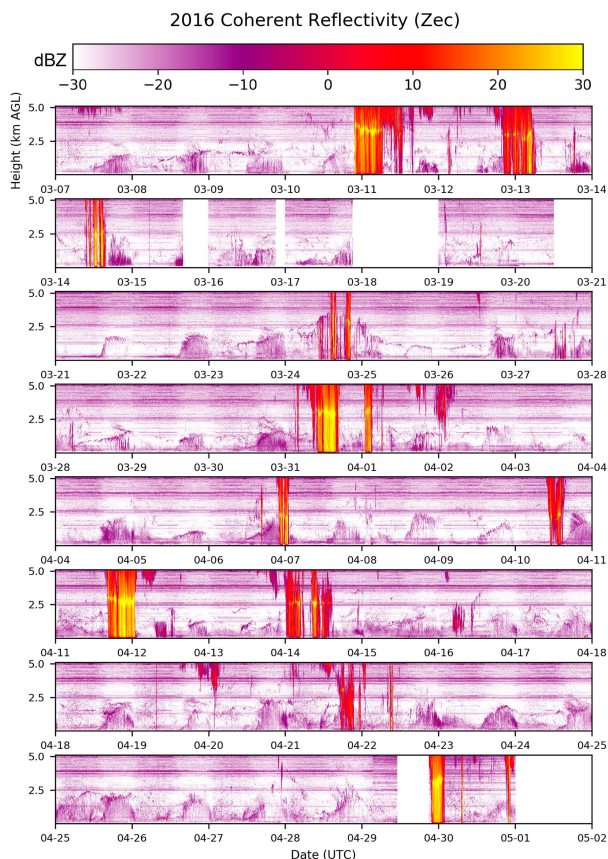 2016 Coherent Reflectivity (Zec)
dBZ
−30 −20 −10 0 10 20 30
Height (km AGL)
5.0
2.5
03-07 03-08 03-09 03-10 03-11 03-12 03-13 03-14
5.0
2.5
03-14 03-15 03-16 03-17 03-18 03-19 03-20 03-21
5.0
2.5
03-21 03-22 03-23 03-24 03-25 03-26 03-27 03-28
5.0
2.5
03-28 03-29 03-30 03-31 04-01 04-02 04-03 04-04
5.0
2.5
04-04 04-05 04-06 04-07 04-08 04-09 04-10 04-11
5.0
2.5
04-11 04-12 04-13 04-14 04-15 04-16 04-17 04-18
5.0
2.5
04-18 04-19 04-20 04-21 04-22 04-23 04-24 04-25
5.0
2.5
04-25 04-26 04-27 04-28 04-29 04-30 05-01 05-02
Date (UTC)